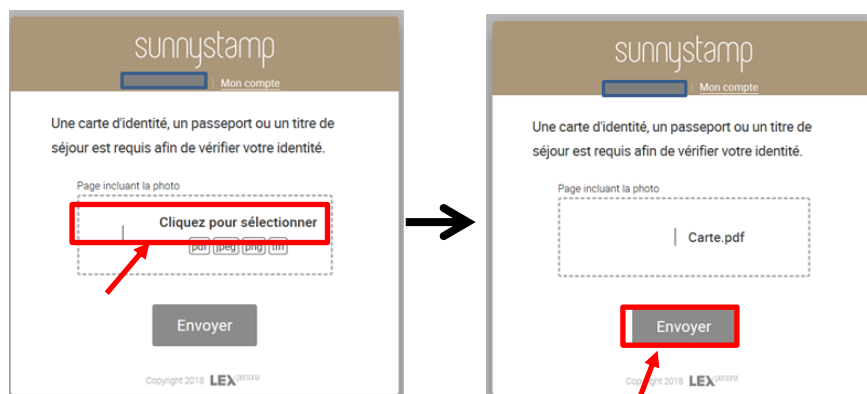 sunnystamp
Mon compte
Une carte d'identité, un passeport ou un titre de
séjour est requis afin de vérifier votre identité.
Page incluant la photo
Cliquez pour sélectionner
pdf jpeg png tiff
Envoyer
Copyright 2018 LEX persona
sunnystamp
Mon compte
Une carte d'identité, un passeport ou un titre de
séjour est requis afin de vérifier votre identité.
Page incluant la photo
Carte.pdf
Envoyer
Copyright 2018 LEX persona